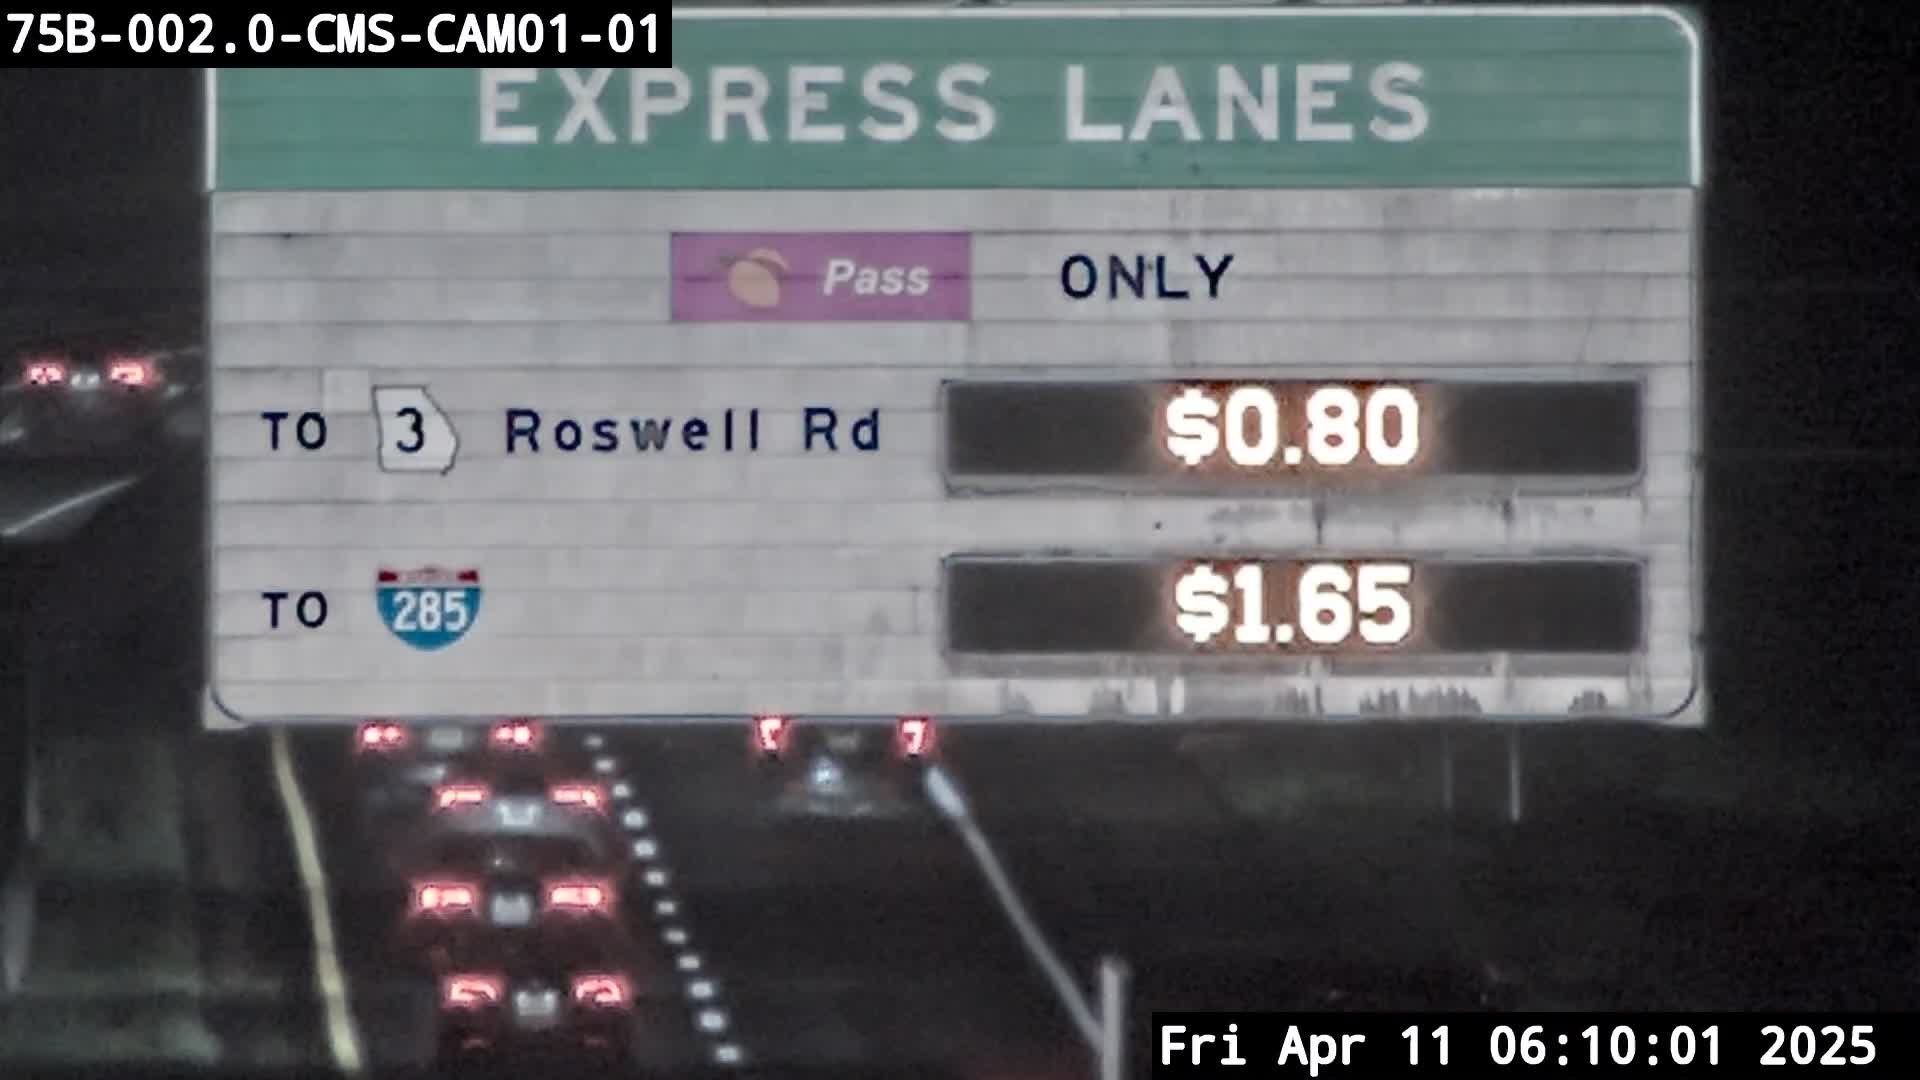 75B-002.0-CMS-CAM01-01
EXPRESS LANES
Pass ONLY
TO 3 Roswell Rd $0.80
TO 285 $1.65
Fri Apr 11 06:10:01 2025